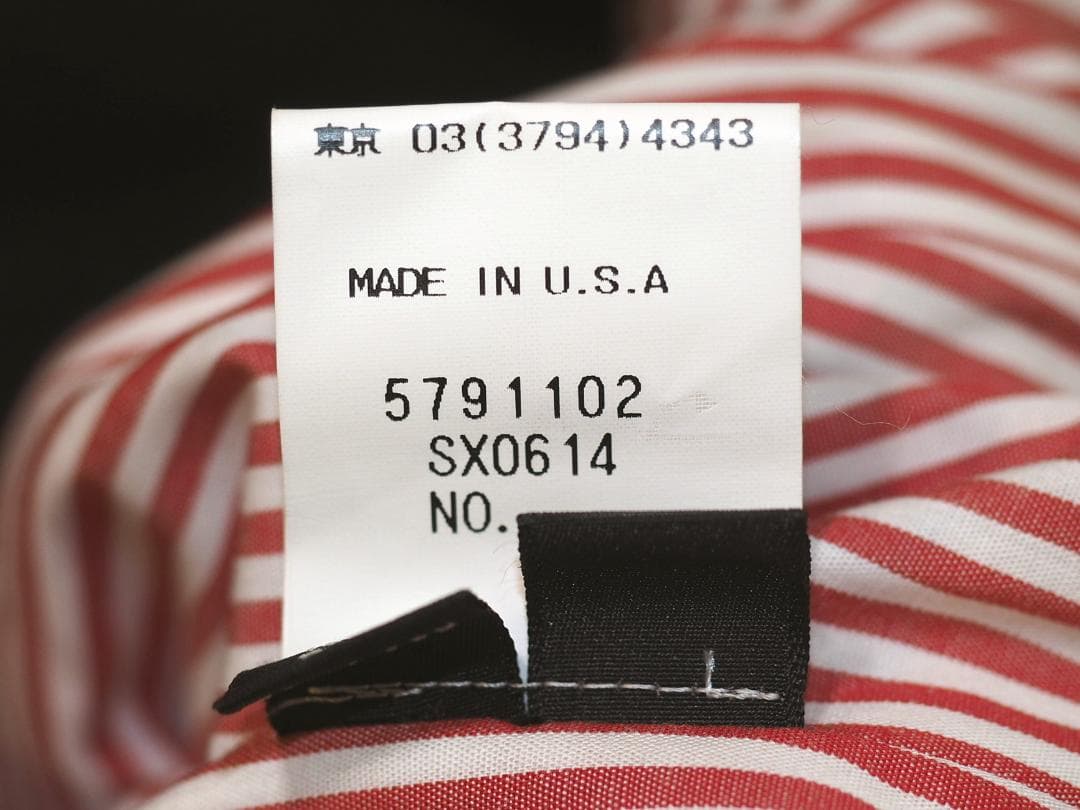 東京 03(3794)4343
MADE IN U.S.A
5791102
SX0614
NO.